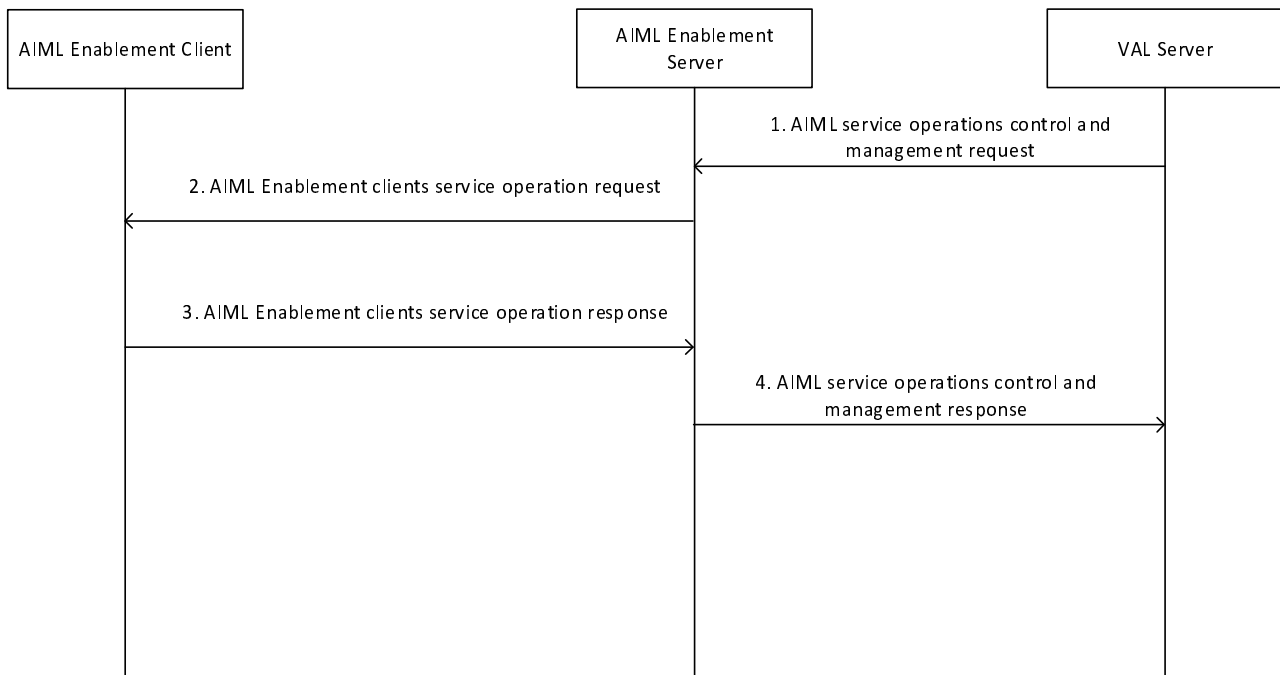 AIML Enablement Client
AIML Enablement
Server
VAL Server
1. AIML service operations control and
management request
2. AIML Enablement clients service operation request
3. AIML Enablement clients service operation response
4. AIML service operations control and
management response